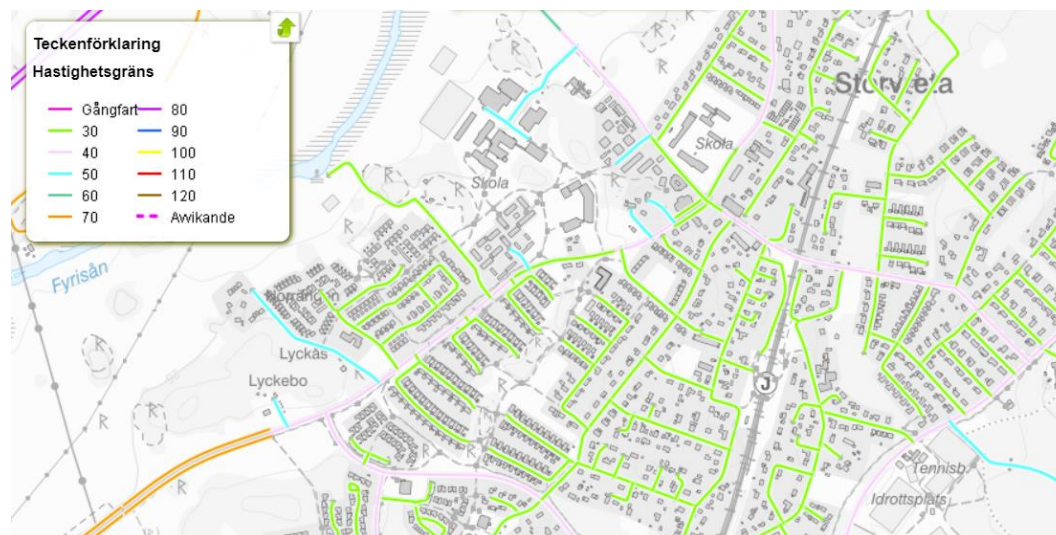 Teckenförklaring
Hastighetsgräns
Gångfart 80
30 90
40 100
50 110
60 120
70 Avvikande
Storvreta
Skola
Skola
Fyrisån
Lyckås
Lyckebo
J
Tennisb.
Idrottsplats